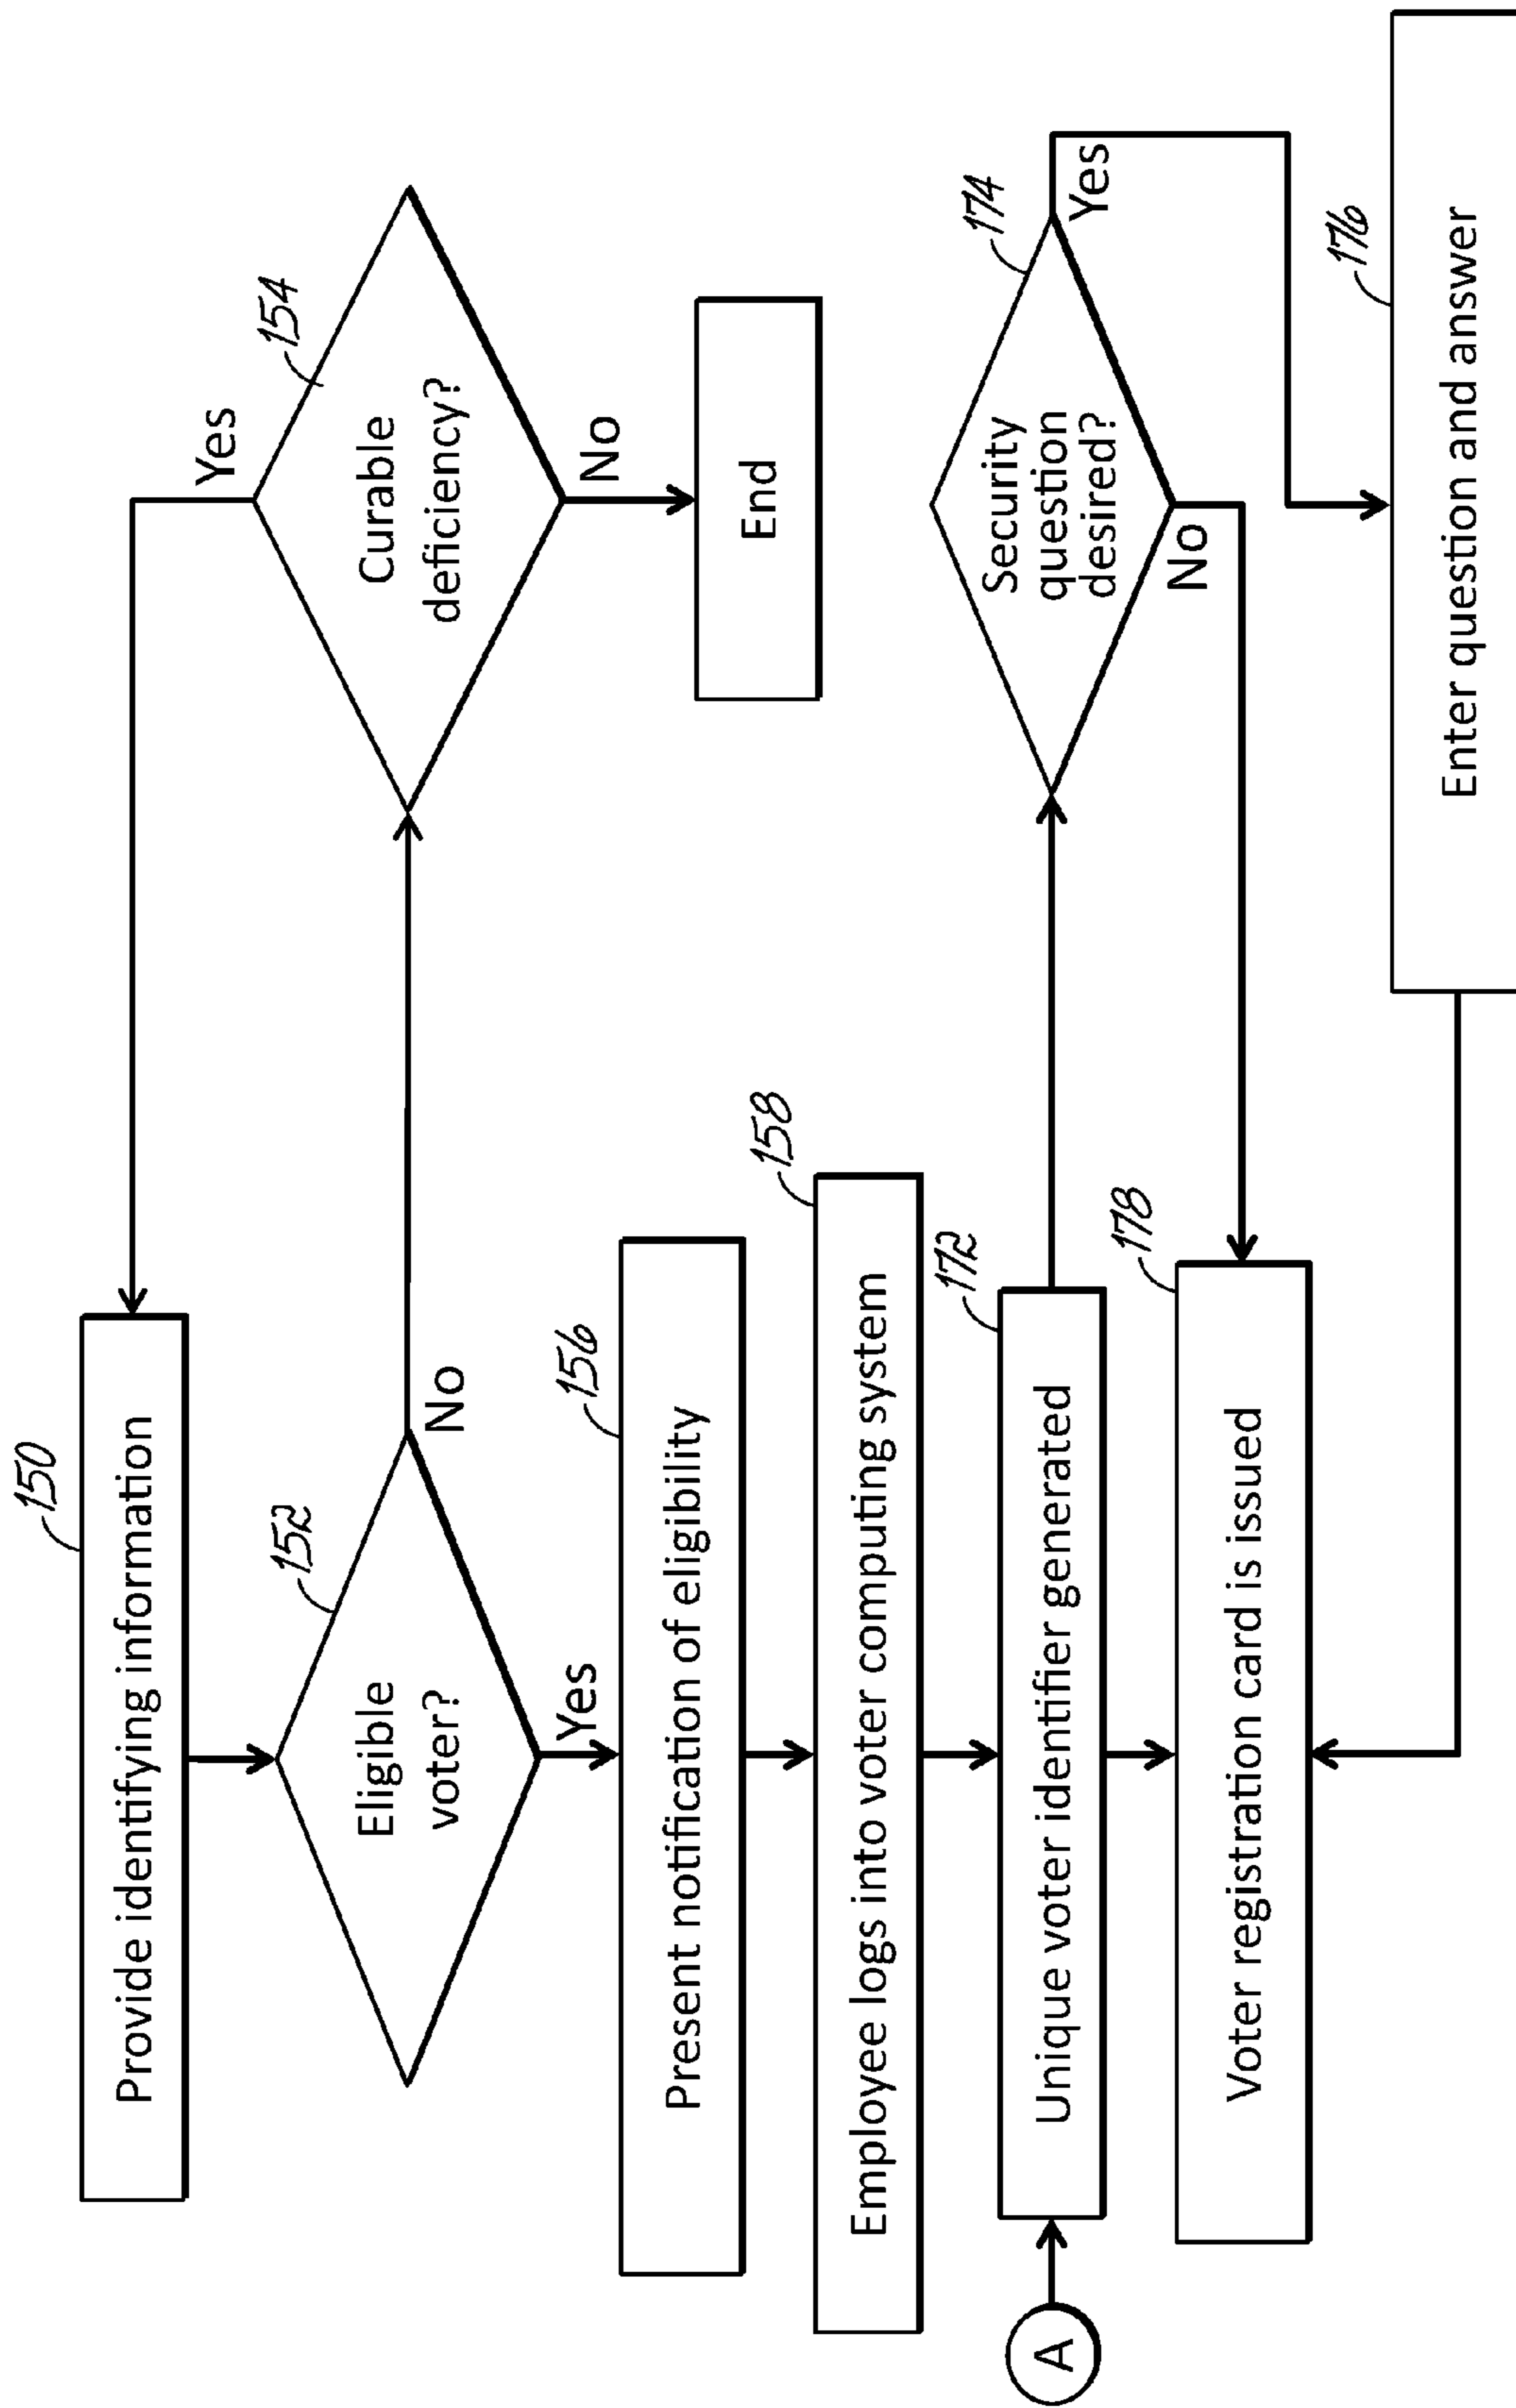 150
Provide identifying information
Yes
154
152
Eligible
voter?
No
Curable
deficiency?
Yes
No
156
Present notification of eligibility
End
158
Employee logs into voter computing system
172
174
A
Unique voter identifier generated
Security
question
desired?
Yes
No
178
Voter registration card is issued
176
Enter question and answer